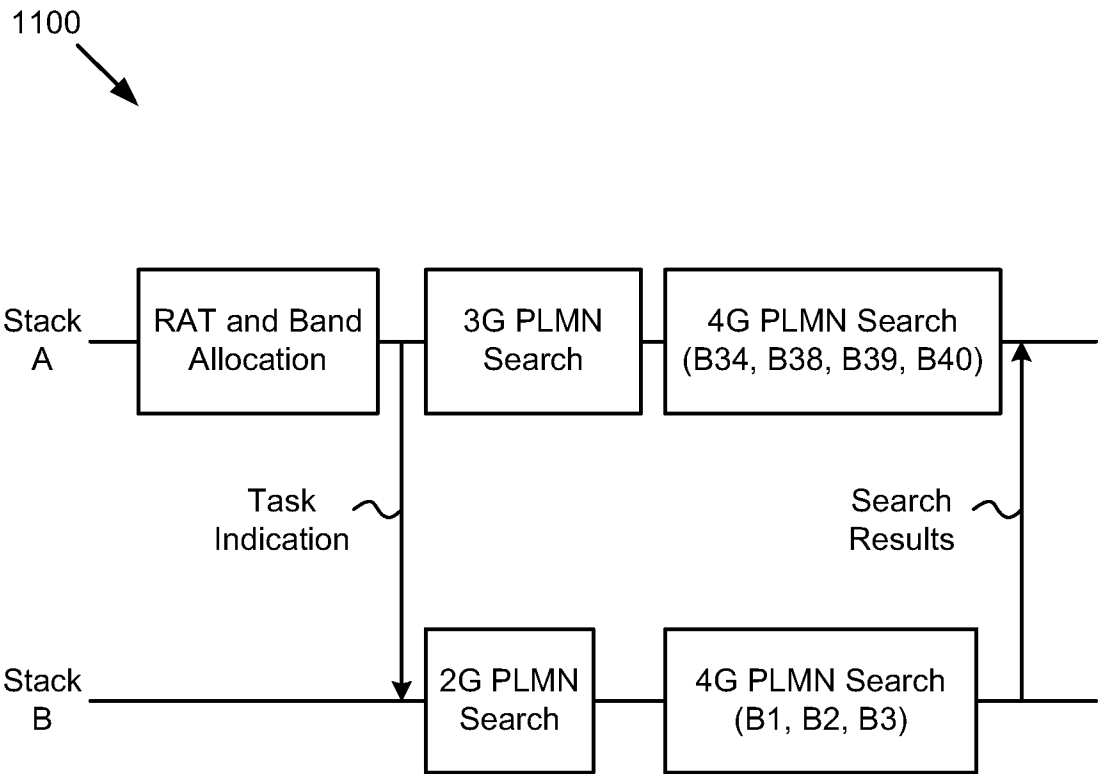 1100
Stack
A
RAT and Band
Allocation
3G PLMN
Search
4G PLMN Search
(B34, B38, B39, B40)
Task
Indication
Search
Results
Stack
B
2G PLMN
Search
4G PLMN Search
(B1, B2, B3)